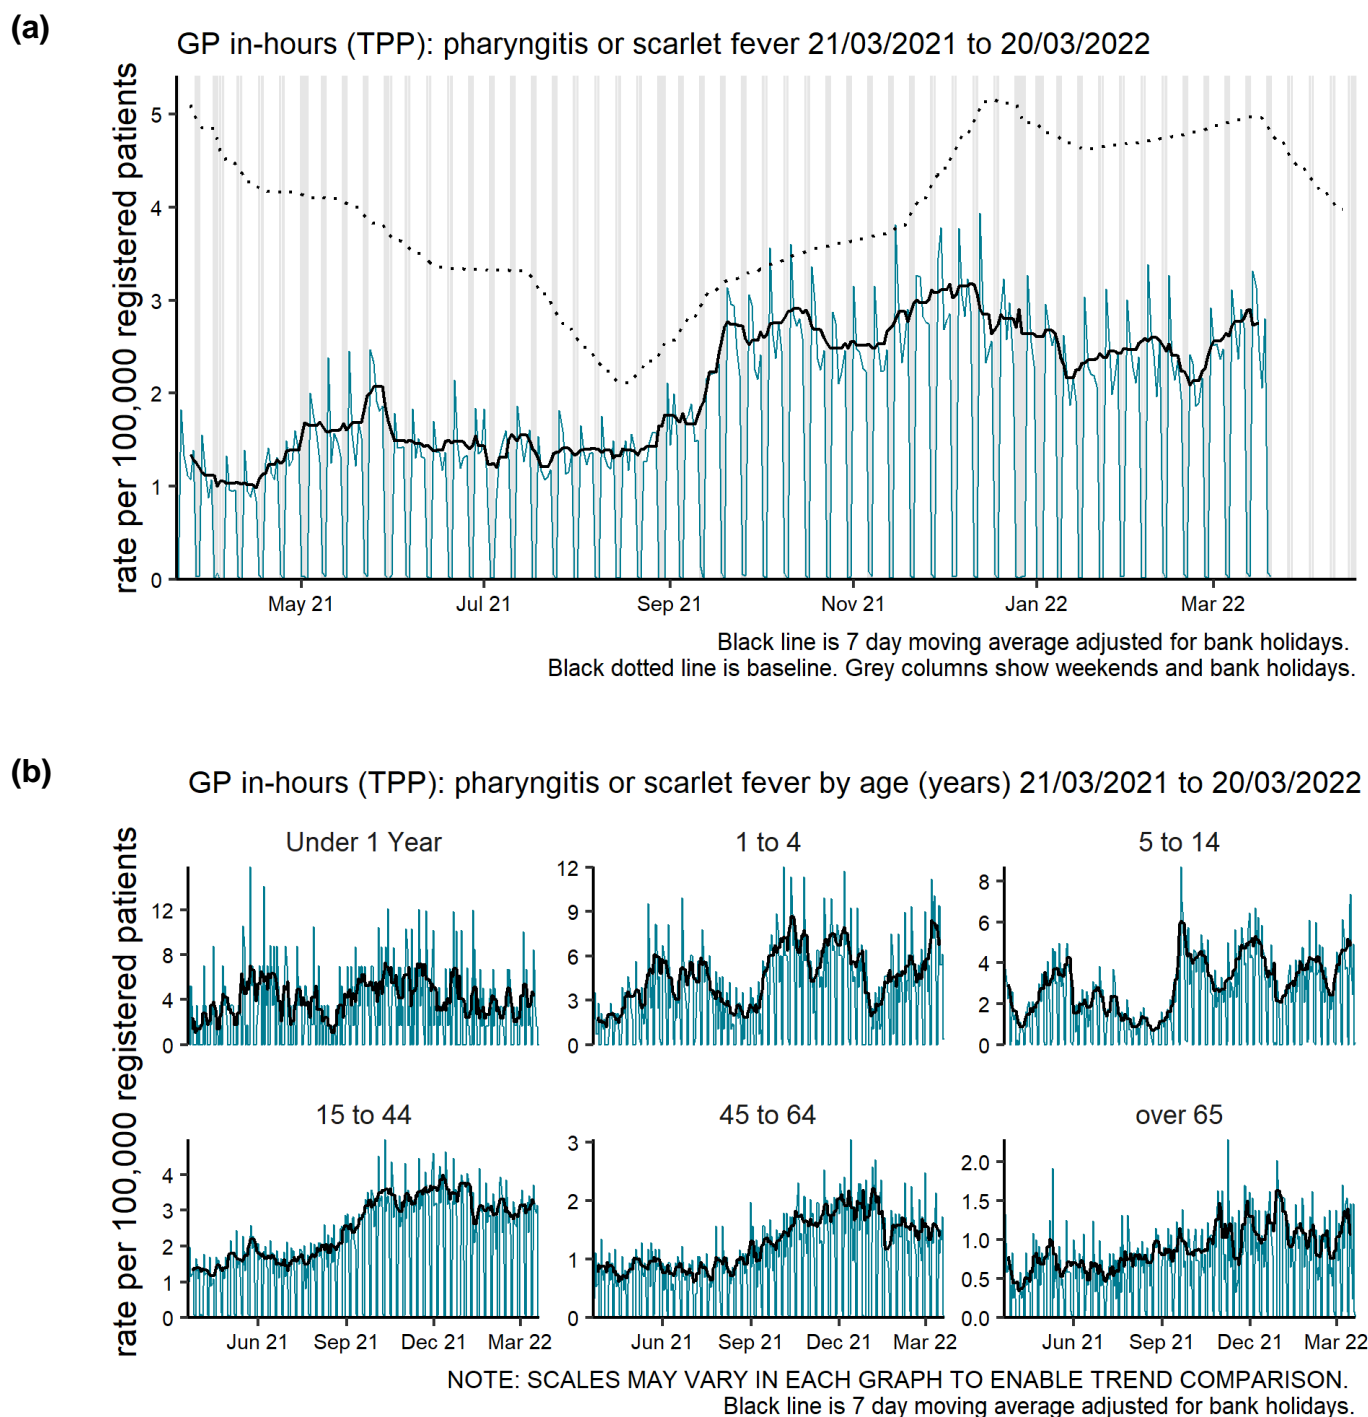 (a)
GP in-hours (TPP): pharyngitis or scarlet fever 21/03/2021 to 20/03/2022
rate per 100,000 registered patients
5
4
3
2
1
0
May 21 Jul 21 Sep 21 Nov 21 Jan 22 Mar 22
Black line is 7 day moving average adjusted for bank holidays.
Black dotted line is baseline. Grey columns show weekends and bank holidays.
(b)
GP in-hours (TPP): pharyngitis or scarlet fever by age (years) 21/03/2021 to 20/03/2022
rate per 100,000 registered patients
Under 1 Year
12
8
4
0
1 to 4
12
9
6
3
0
5 to 14
8
6
4
2
0
15 to 44
4
3
2
1
0
Jun 21 Sep 21 Dec 21 Mar 22
45 to 64
3
2
1
0
Jun 21 Sep 21 Dec 21 Mar 22
over 65
2.0
1.5
1.0
0.5
0.0
Jun 21 Sep 21 Dec 21 Mar 22
NOTE: SCALES MAY VARY IN EACH GRAPH TO ENABLE TREND COMPARISON.
Black line is 7 day moving average adjusted for bank holidays.